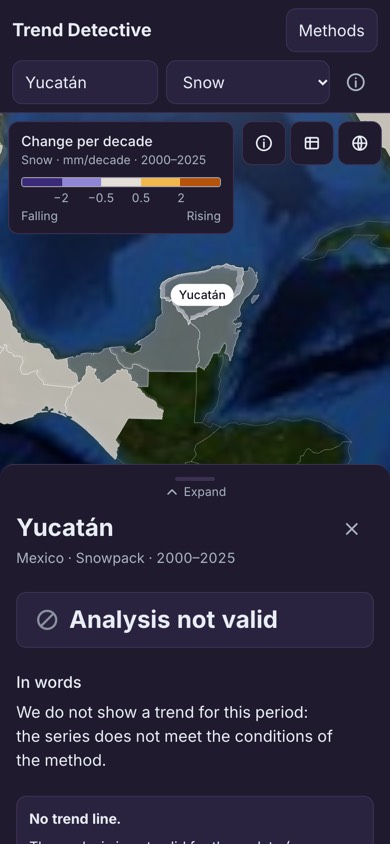 Trend Detective
Methods
Yucatán
Snow
Change per decade
Snow · mm/decade · 2000–2025
−2 −0.5 0.5 2
Falling Rising
Yucatán
Expand
Yucatán
Mexico · Snowpack · 2000–2025
Analysis not valid
In words
We do not show a trend for this period:
the series does not meet the conditions of
the method.
No trend line.